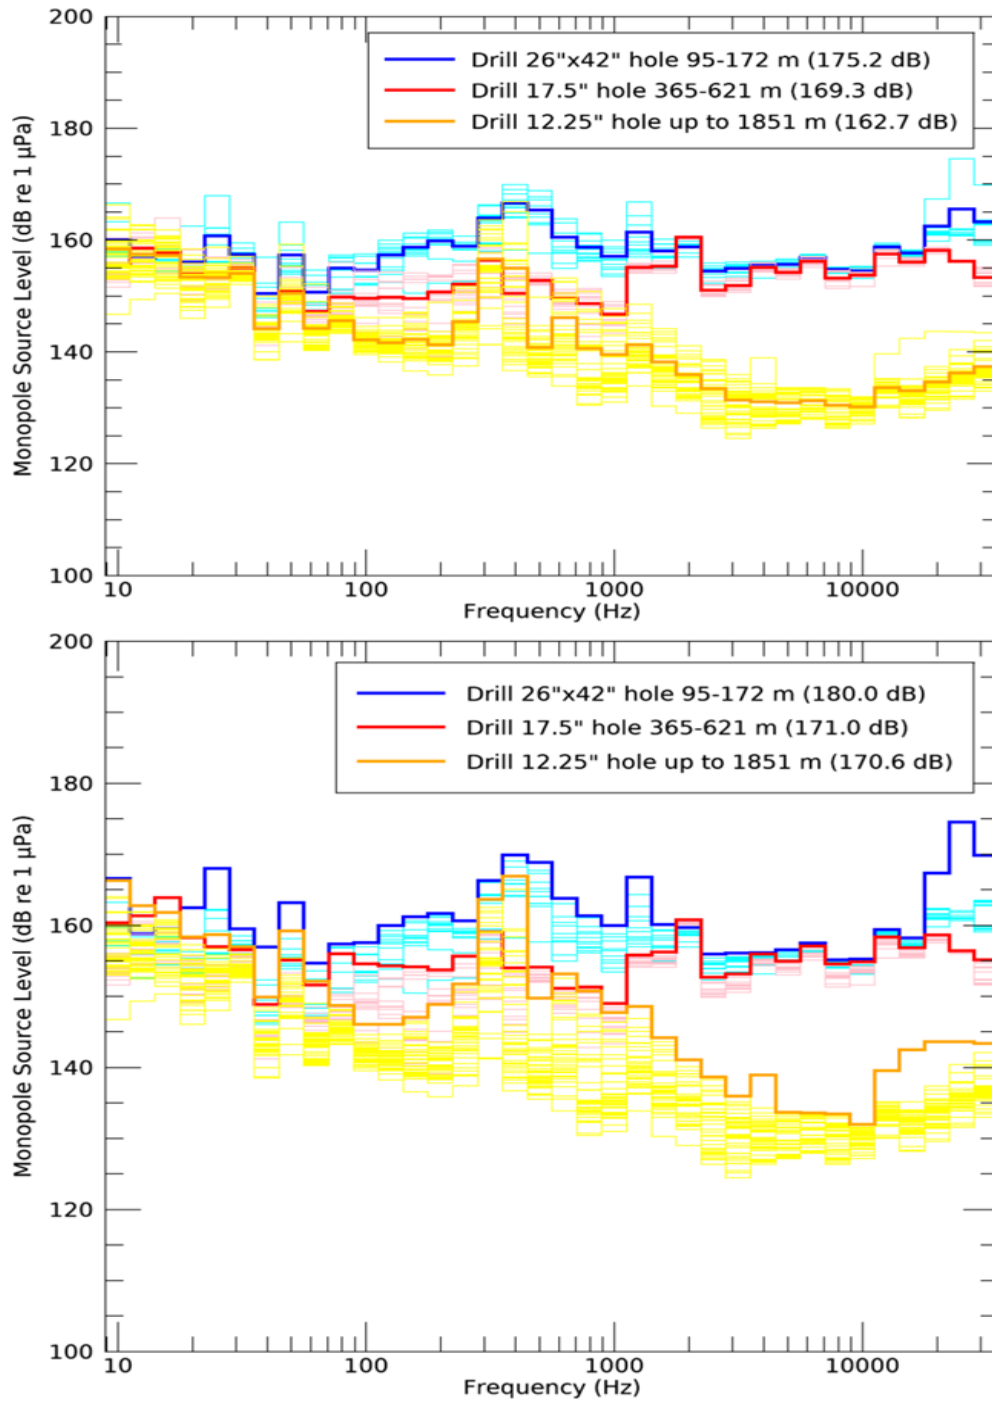 200
180
160
140
120
100
Monopole Source Level (dB re 1 µPa)
Drill 26"x42" hole 95-172 m (175.2 dB)
Drill 17.5" hole 365-621 m (169.3 dB)
Drill 12.25" hole up to 1851 m (162.7 dB)
10 100 1000 10000
Frequency (Hz)
200
180
160
140
120
100
Monopole Source Level (dB re 1 µPa)
Drill 26"x42" hole 95-172 m (180.0 dB)
Drill 17.5" hole 365-621 m (171.0 dB)
Drill 12.25" hole up to 1851 m (170.6 dB)
10 100 1000 10000
Frequency (Hz)